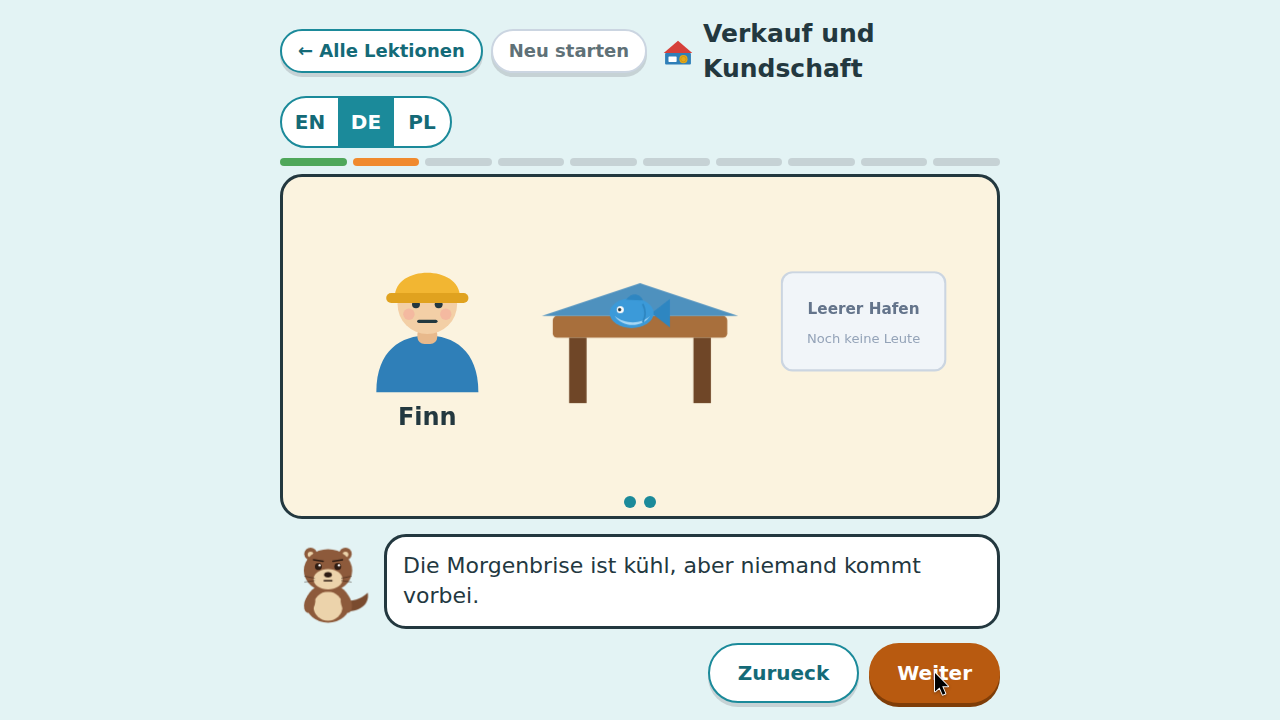 ← Alle Lektionen
Neu starten
Verkauf und
Kundschaft
EN DE PL
Leerer Hafen
Noch keine Leute
Finn
Die Morgenbrise ist kühl, aber niemand kommt
vorbei.
Zurueck
Weiter